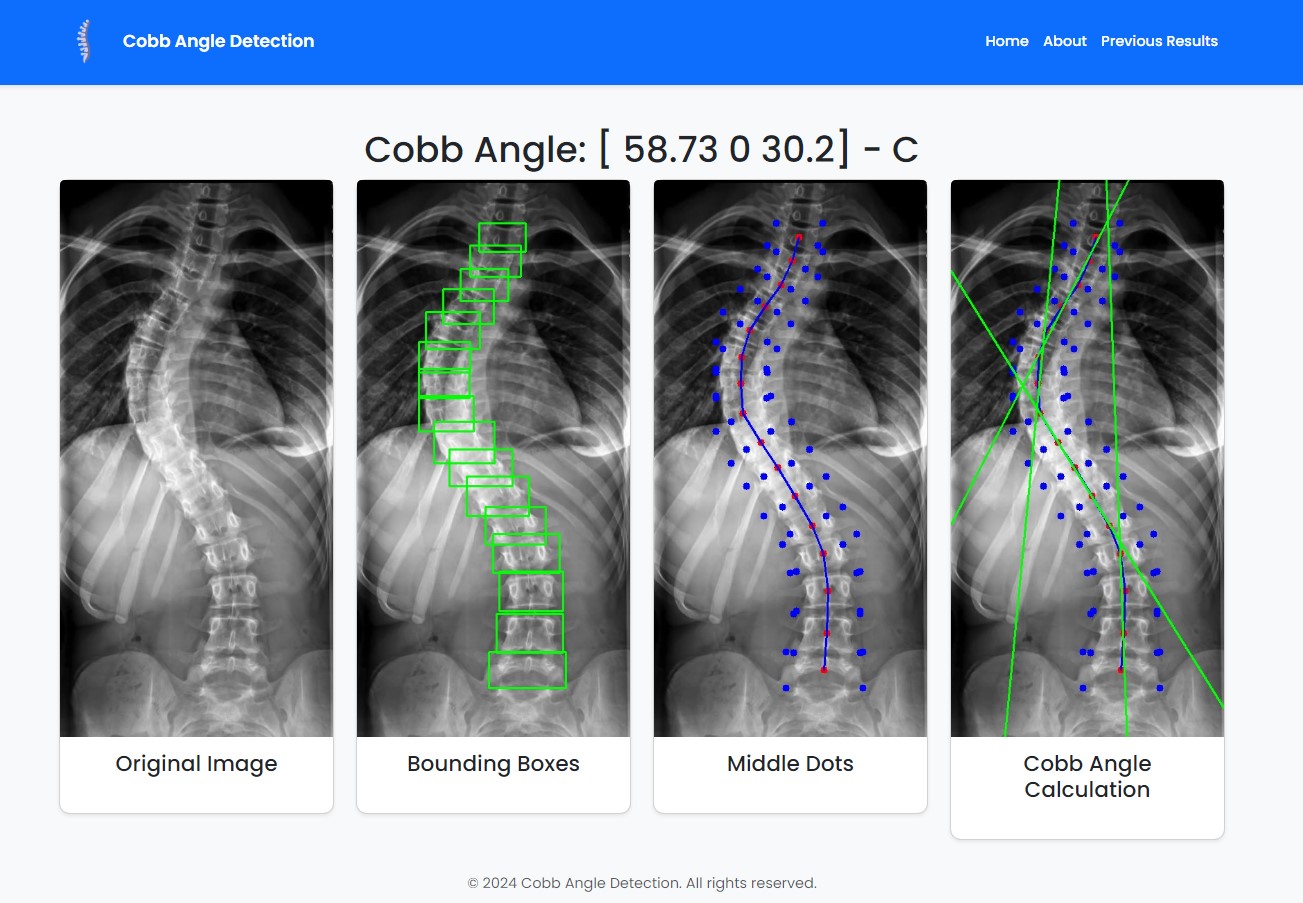 Cobb Angle Detection
Home About Previous Results
Cobb Angle: [ 58.73 0 30.2] - C
Original Image
Bounding Boxes
Middle Dots
Cobb Angle
Calculation
© 2024 Cobb Angle Detection. All rights reserved.